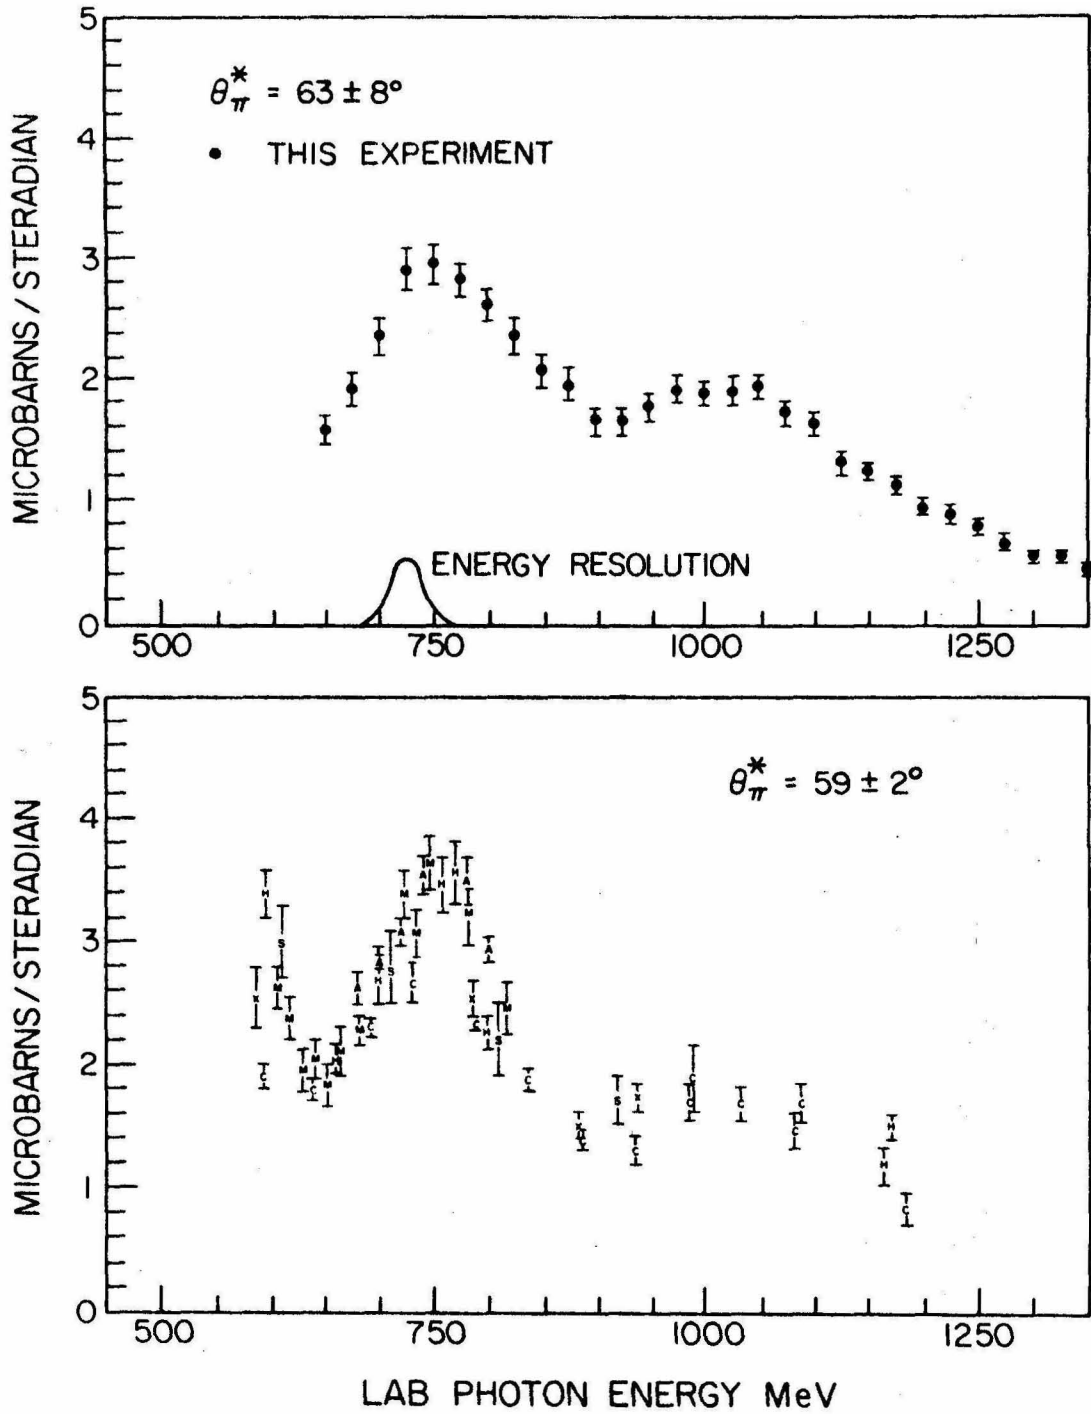 MICROBARNS / STERADIAN
5
4
3
2
1
0
θ*π = 63 ± 8°
● THIS EXPERIMENT
ENERGY RESOLUTION
500 750 1000 1250
MICROBARNS / STERADIAN
5
4
3
2
1
0
θ*π = 59 ± 2°
500 750 1000 1250
LAB PHOTON ENERGY MeV